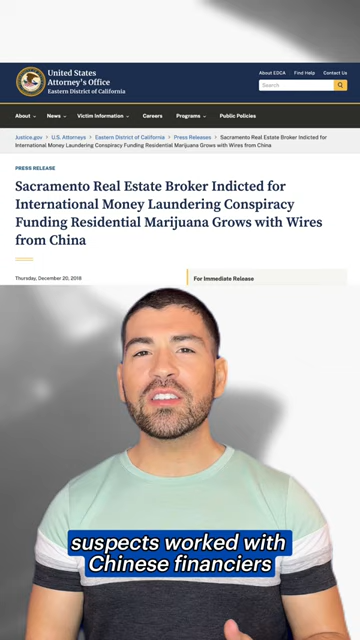 United States
Attorney's Office
Eastern District of California
About EDCA Find Help Contact Us
Search
About News Victim Information Careers Programs Public Policies
Justice.gov › U.S. Attorneys › Eastern District of California › Press Releases › Sacramento Real Estate Broker Indicted for
International Money Laundering Conspiracy Funding Residential Marijuana Grows with Wires from China
PRESS RELEASE
Sacramento Real Estate Broker Indicted for
International Money Laundering Conspiracy
Funding Residential Marijuana Grows with Wires
from China
Thursday, December 20, 2018
For Immediate Release
suspects worked with
Chinese financiers